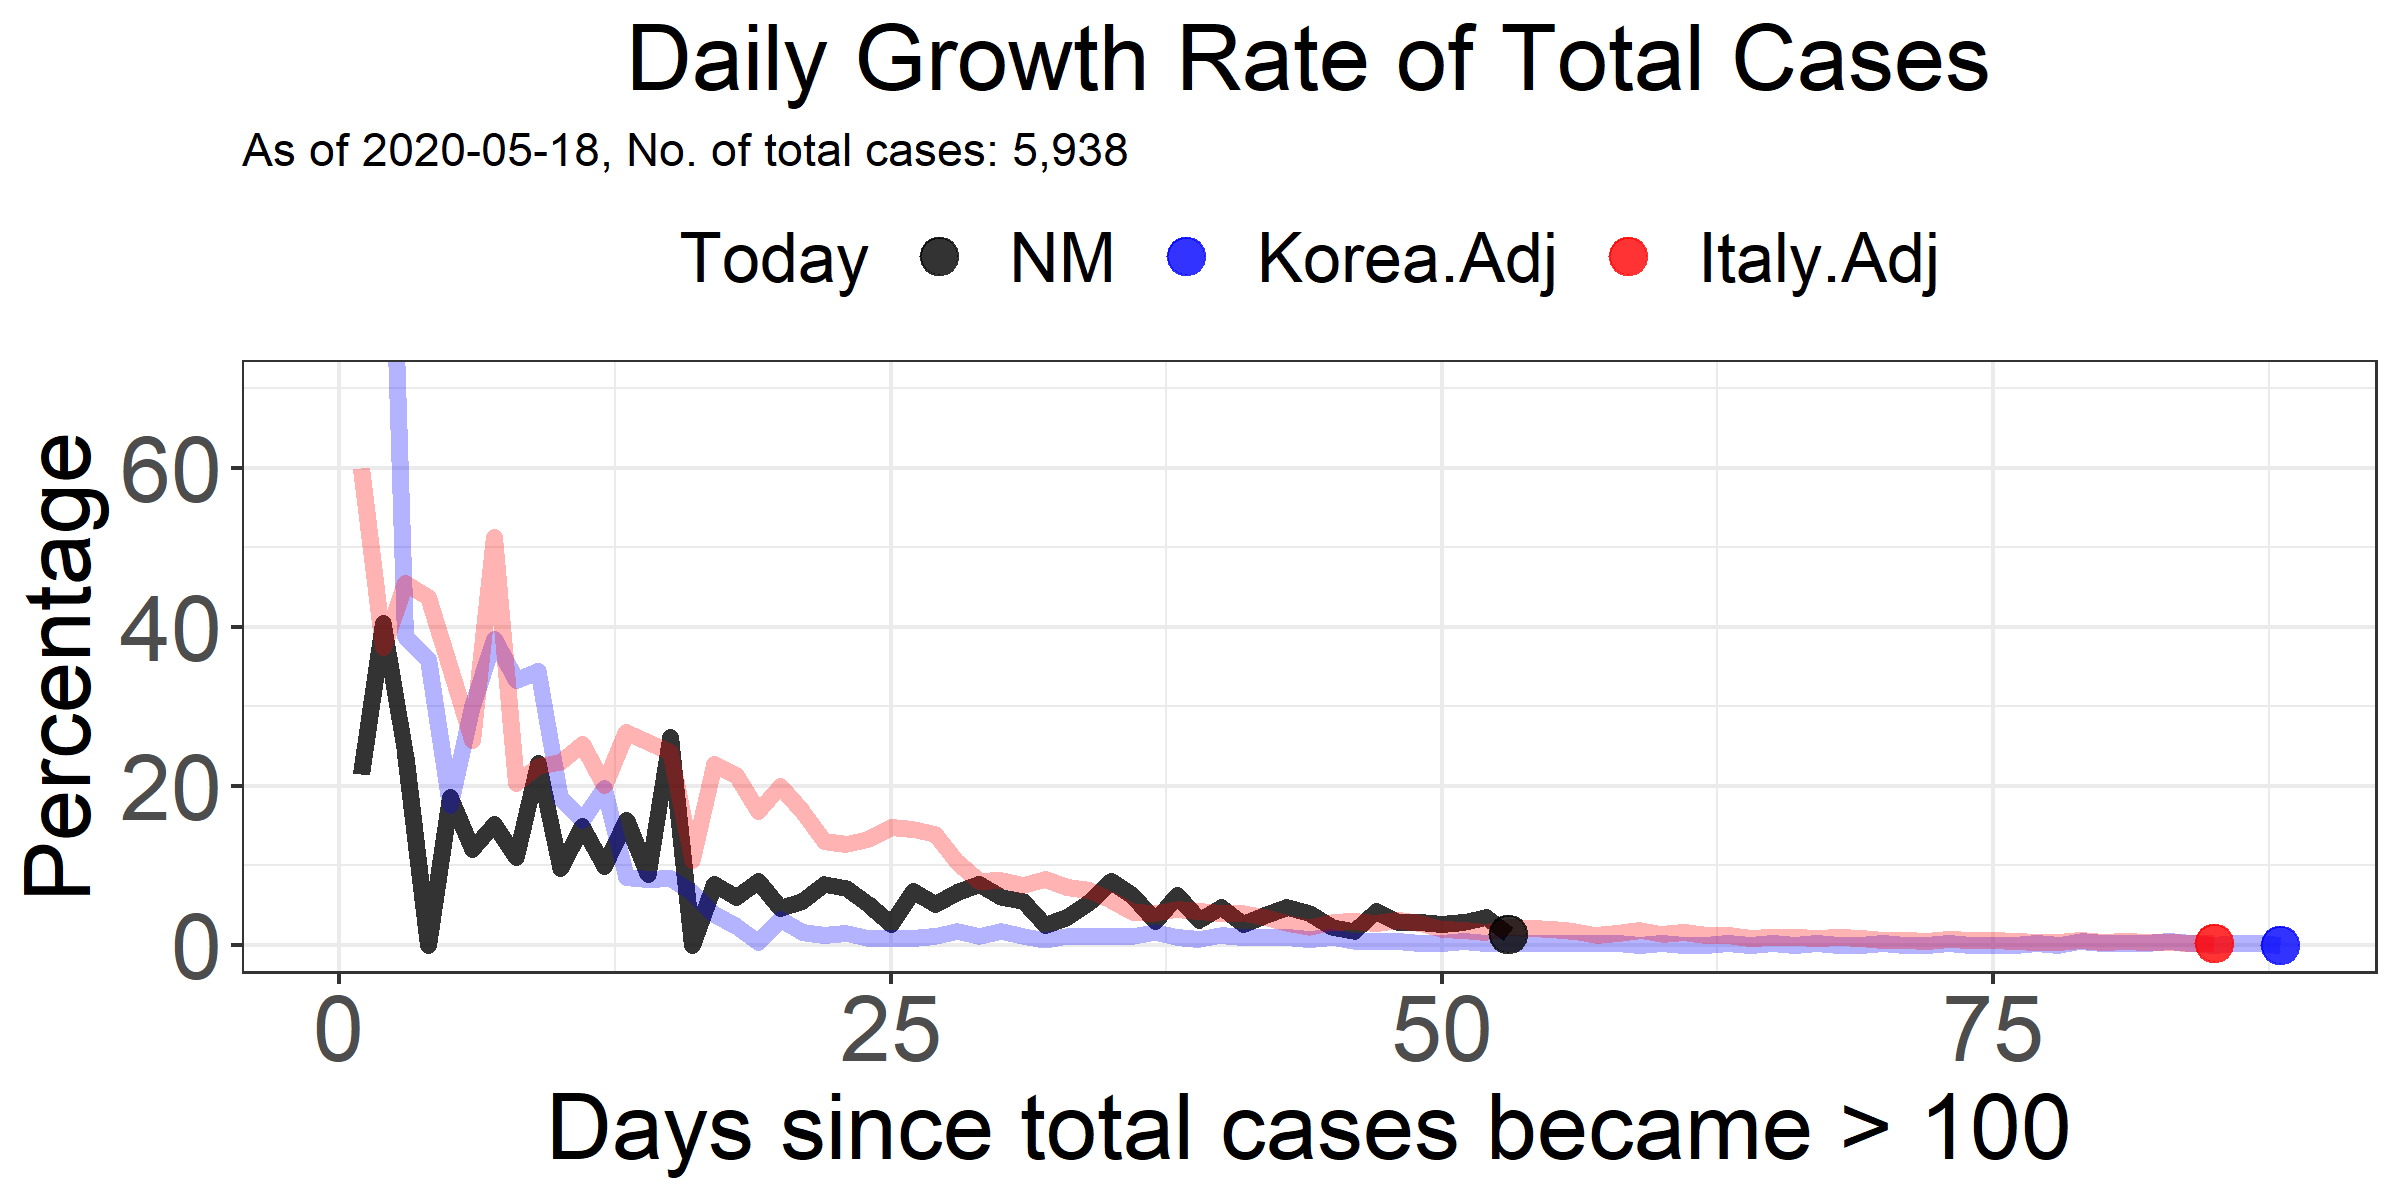 Daily Growth Rate of Total Cases
As of 2020-05-18, No. of total cases: 5,938
Today NM Korea.Adj Italy.Adj
Percentage
60
40
20
0
0 25 50 75
Days since total cases became > 100